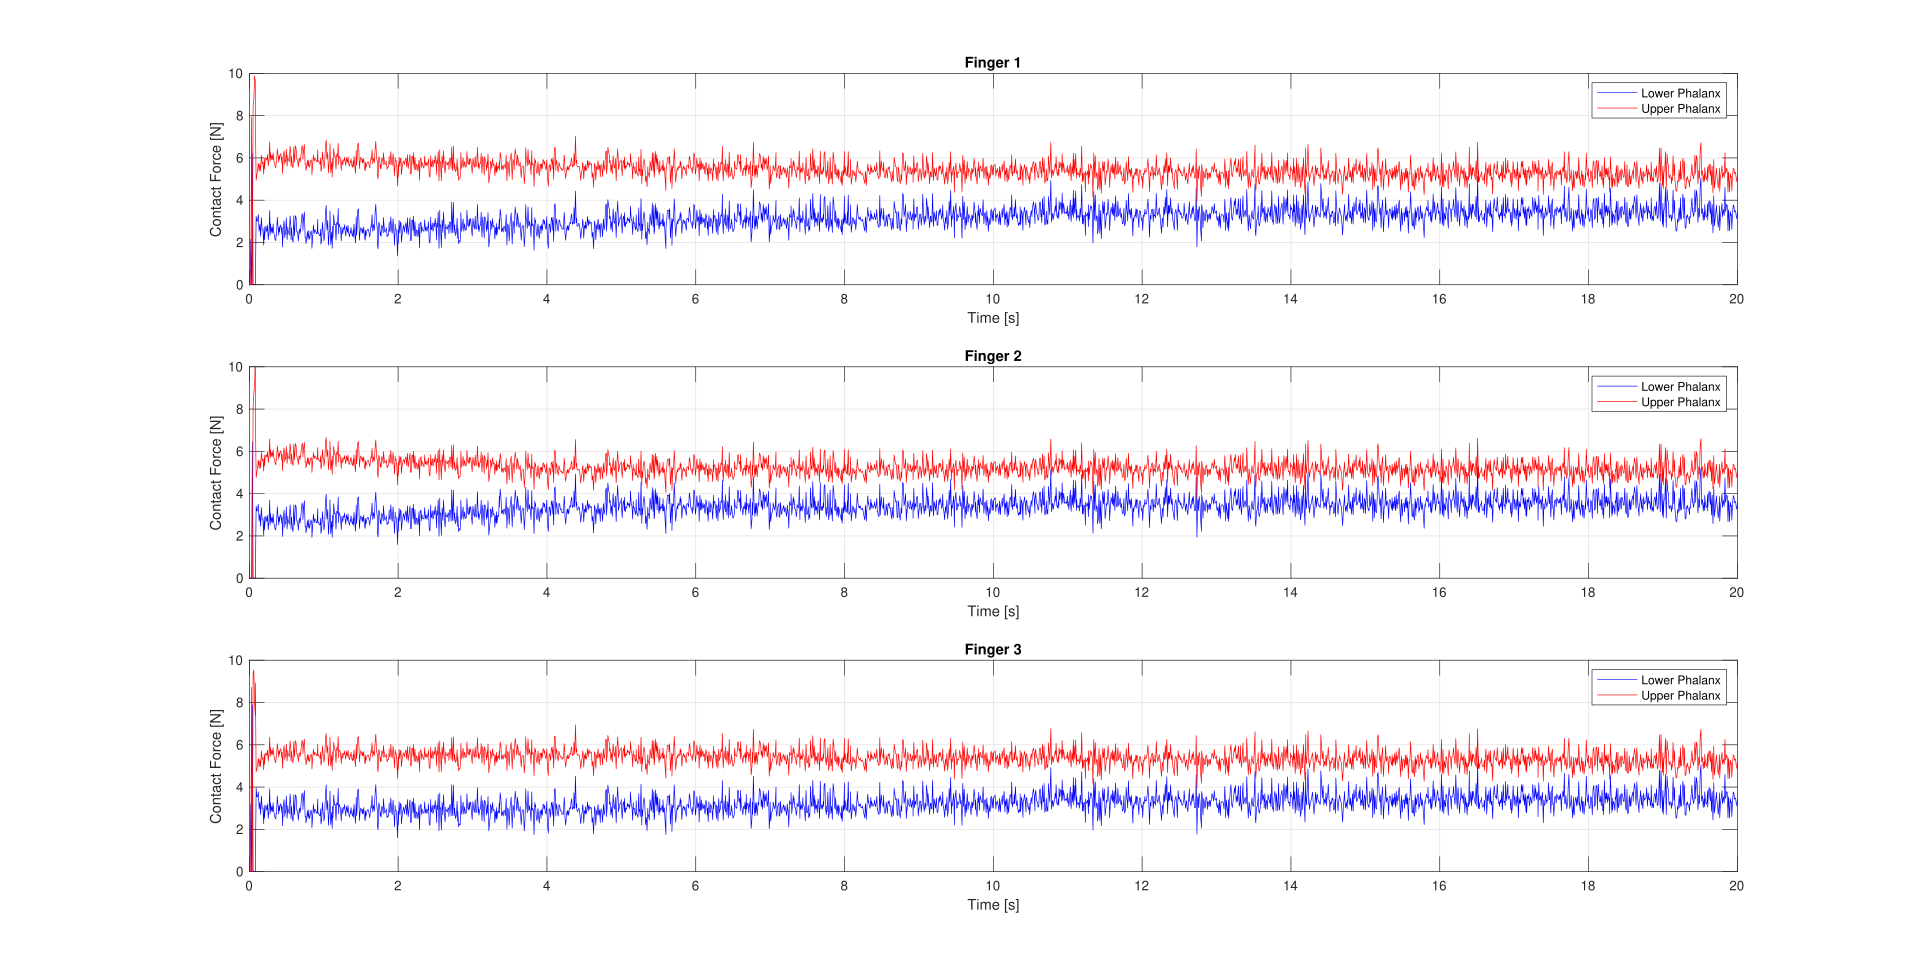 Finger 1
10
8
6
4
2
0
Contact Force [N]
Lower Phalanx
Upper Phalanx
0 2 4 6 8 10 12 14 16 18 20
Time [s]
Finger 2
10
8
6
4
2
0
Contact Force [N]
Lower Phalanx
Upper Phalanx
0 2 4 6 8 10 12 14 16 18 20
Time [s]
Finger 3
10
8
6
4
2
0
Contact Force [N]
Lower Phalanx
Upper Phalanx
0 2 4 6 8 10 12 14 16 18 20
Time [s]